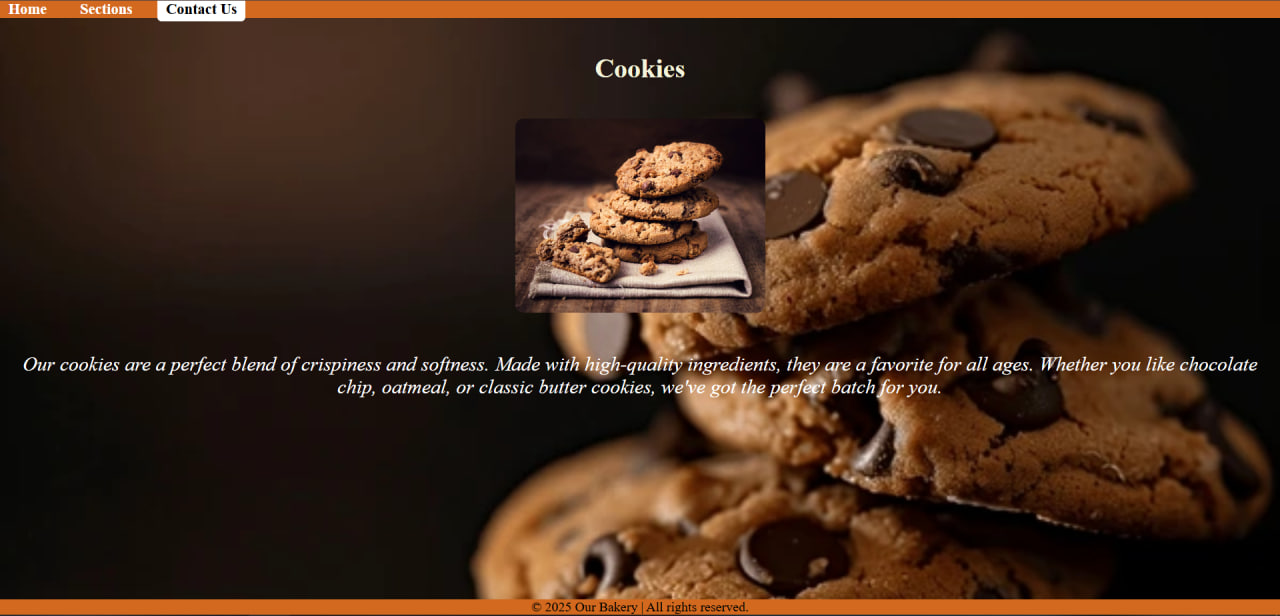 Home Sections Contact Us
Cookies
Our cookies are a perfect blend of crispiness and softness. Made with high-quality ingredients, they are a favorite for all ages. Whether you like chocolate
chip, oatmeal, or classic butter cookies, we've got the perfect batch for you.
© 2025 Our Bakery | All rights reserved.